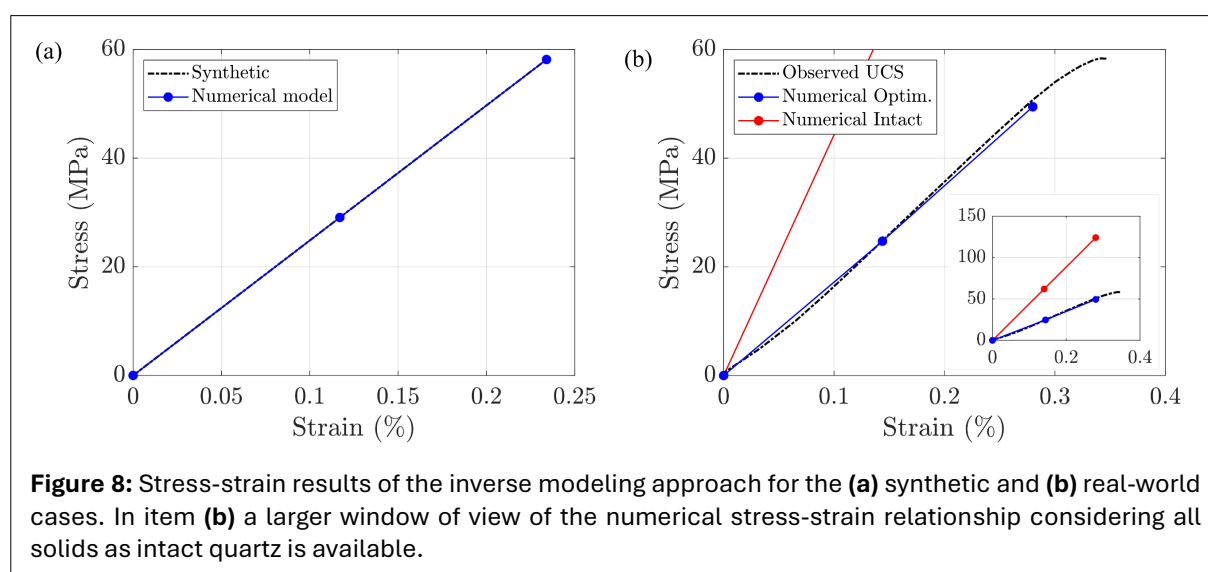 (a)
60
40
20
0
Stress (MPa)
Synthetic
Numerical model
0 0.05 0.1 0.15 0.2 0.25
Strain (%)
(b)
60
40
20
0
Stress (MPa)
Observed UCS
Numerical Optim.
Numerical Intact
150
100
50
0
0 0.2 0.4
0 0.1 0.2 0.3 0.4
Strain (%)
Figure 8: Stress-strain results of the inverse modeling approach for the (a) synthetic and (b) real-world
cases. In item (b) a larger window of view of the numerical stress-strain relationship considering all
solids as intact quartz is available.